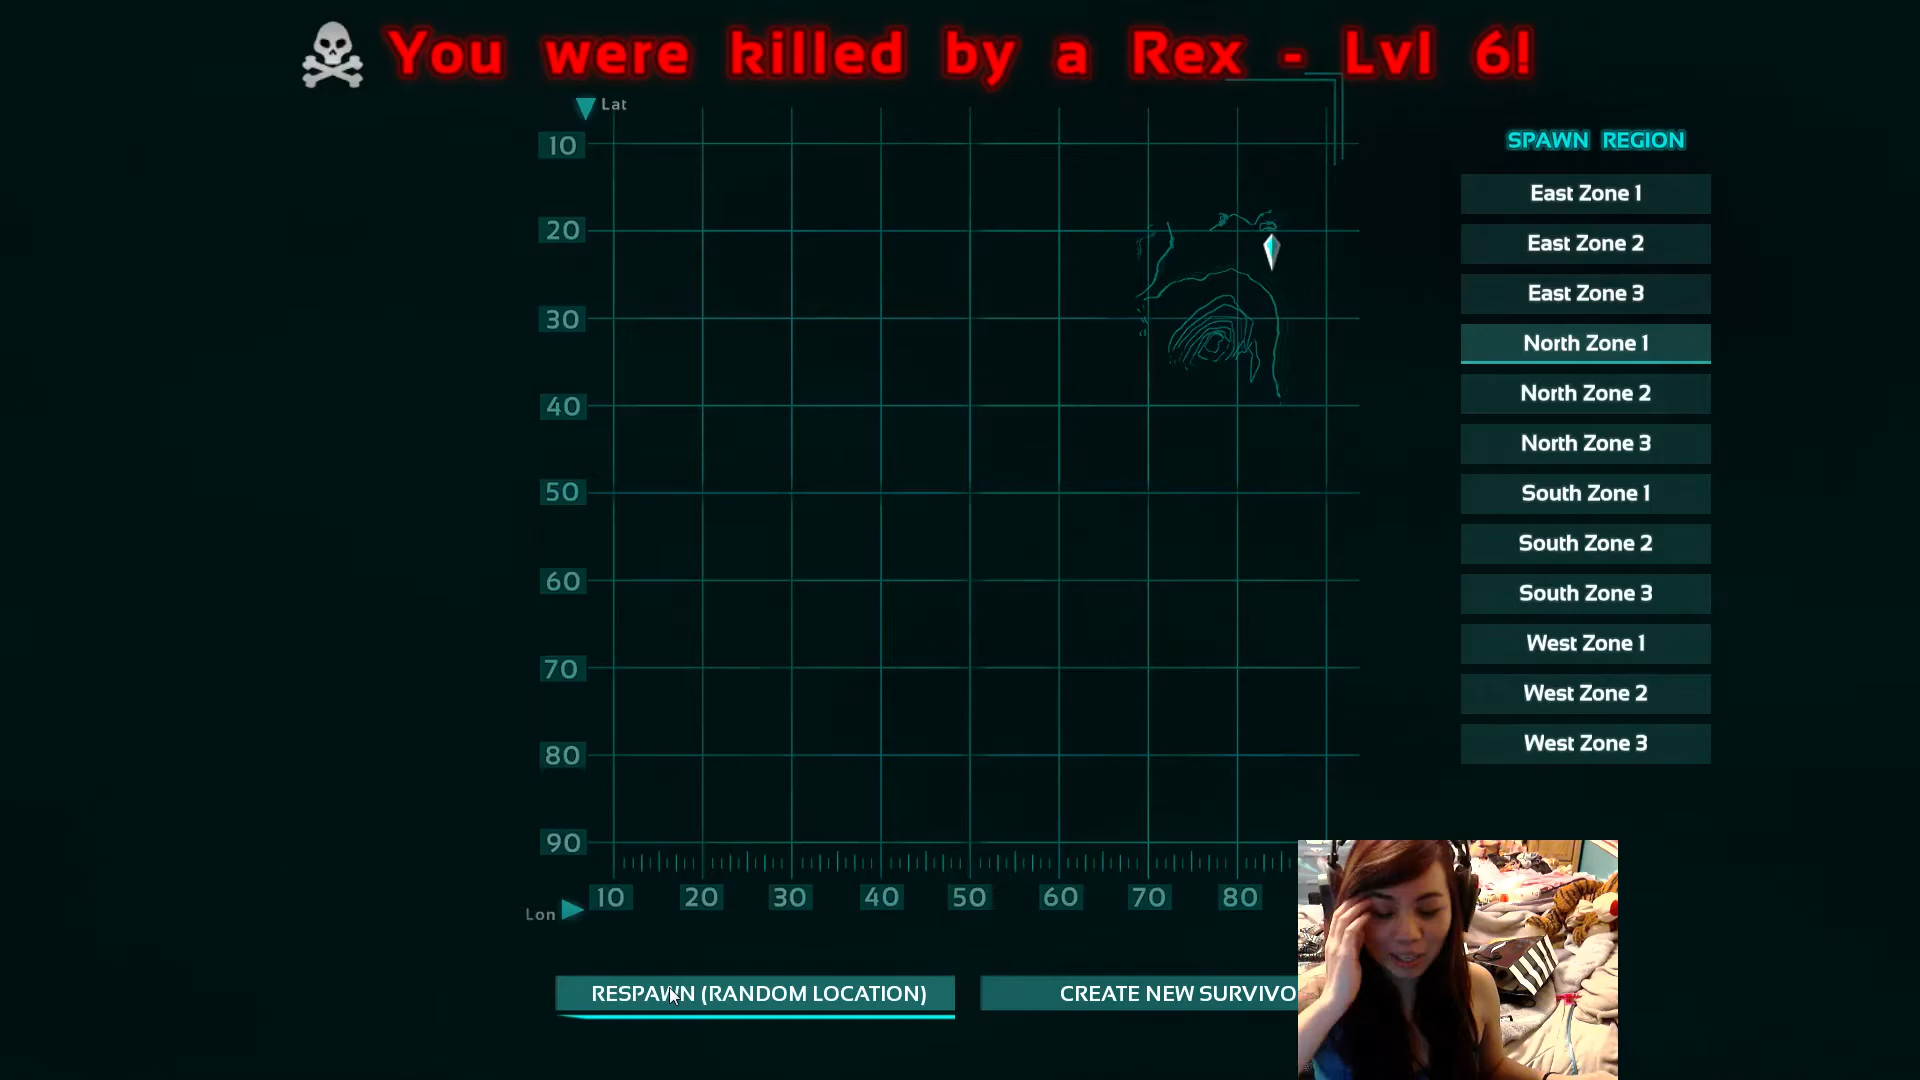 You were killed by a Rex - Lvl 6!
Lat
10
20
30
40
50
60
70
80
90
Lon
10 20 30 40 50 60 70 80
SPAWN REGION
East Zone 1
East Zone 2
East Zone 3
North Zone 1
North Zone 2
North Zone 3
South Zone 1
South Zone 2
South Zone 3
West Zone 1
West Zone 2
West Zone 3
RESPAWN (RANDOM LOCATION)
CREATE NEW SURVIVO